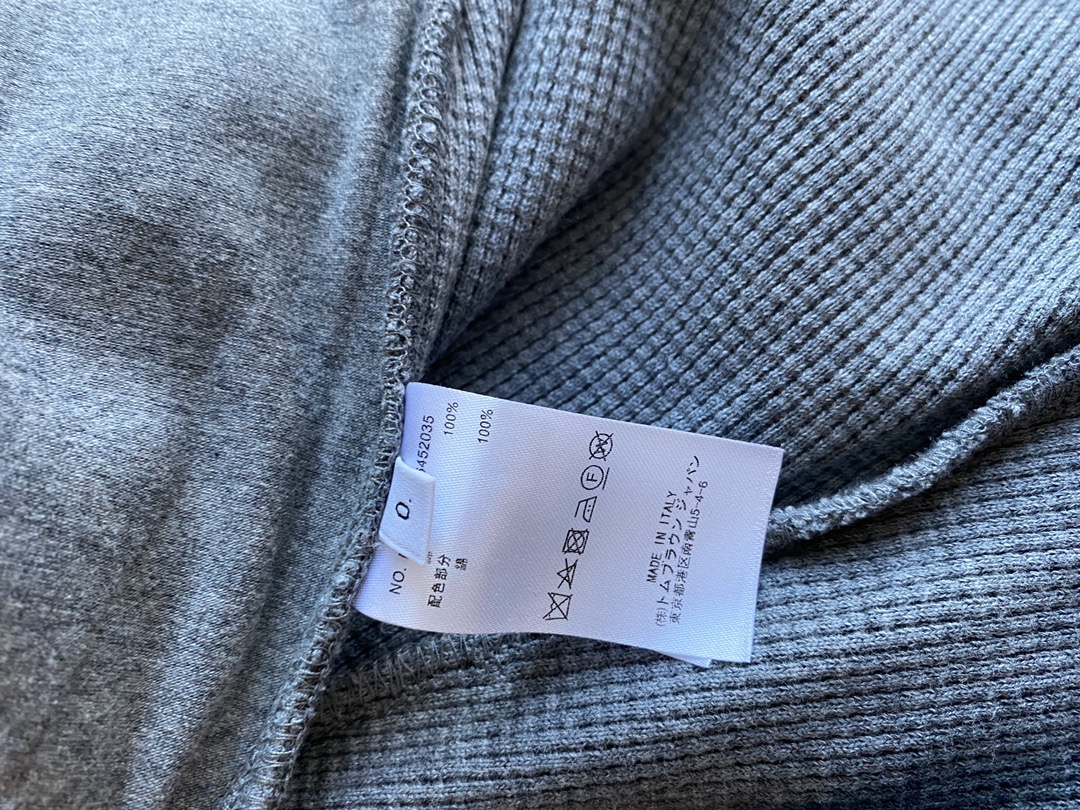 NO.
452035
100%
配色部分
綿 100%
F
MADE IN ITALY
(株)トムブラウン ジャパン
東京都港区南青山5-4-6
O.